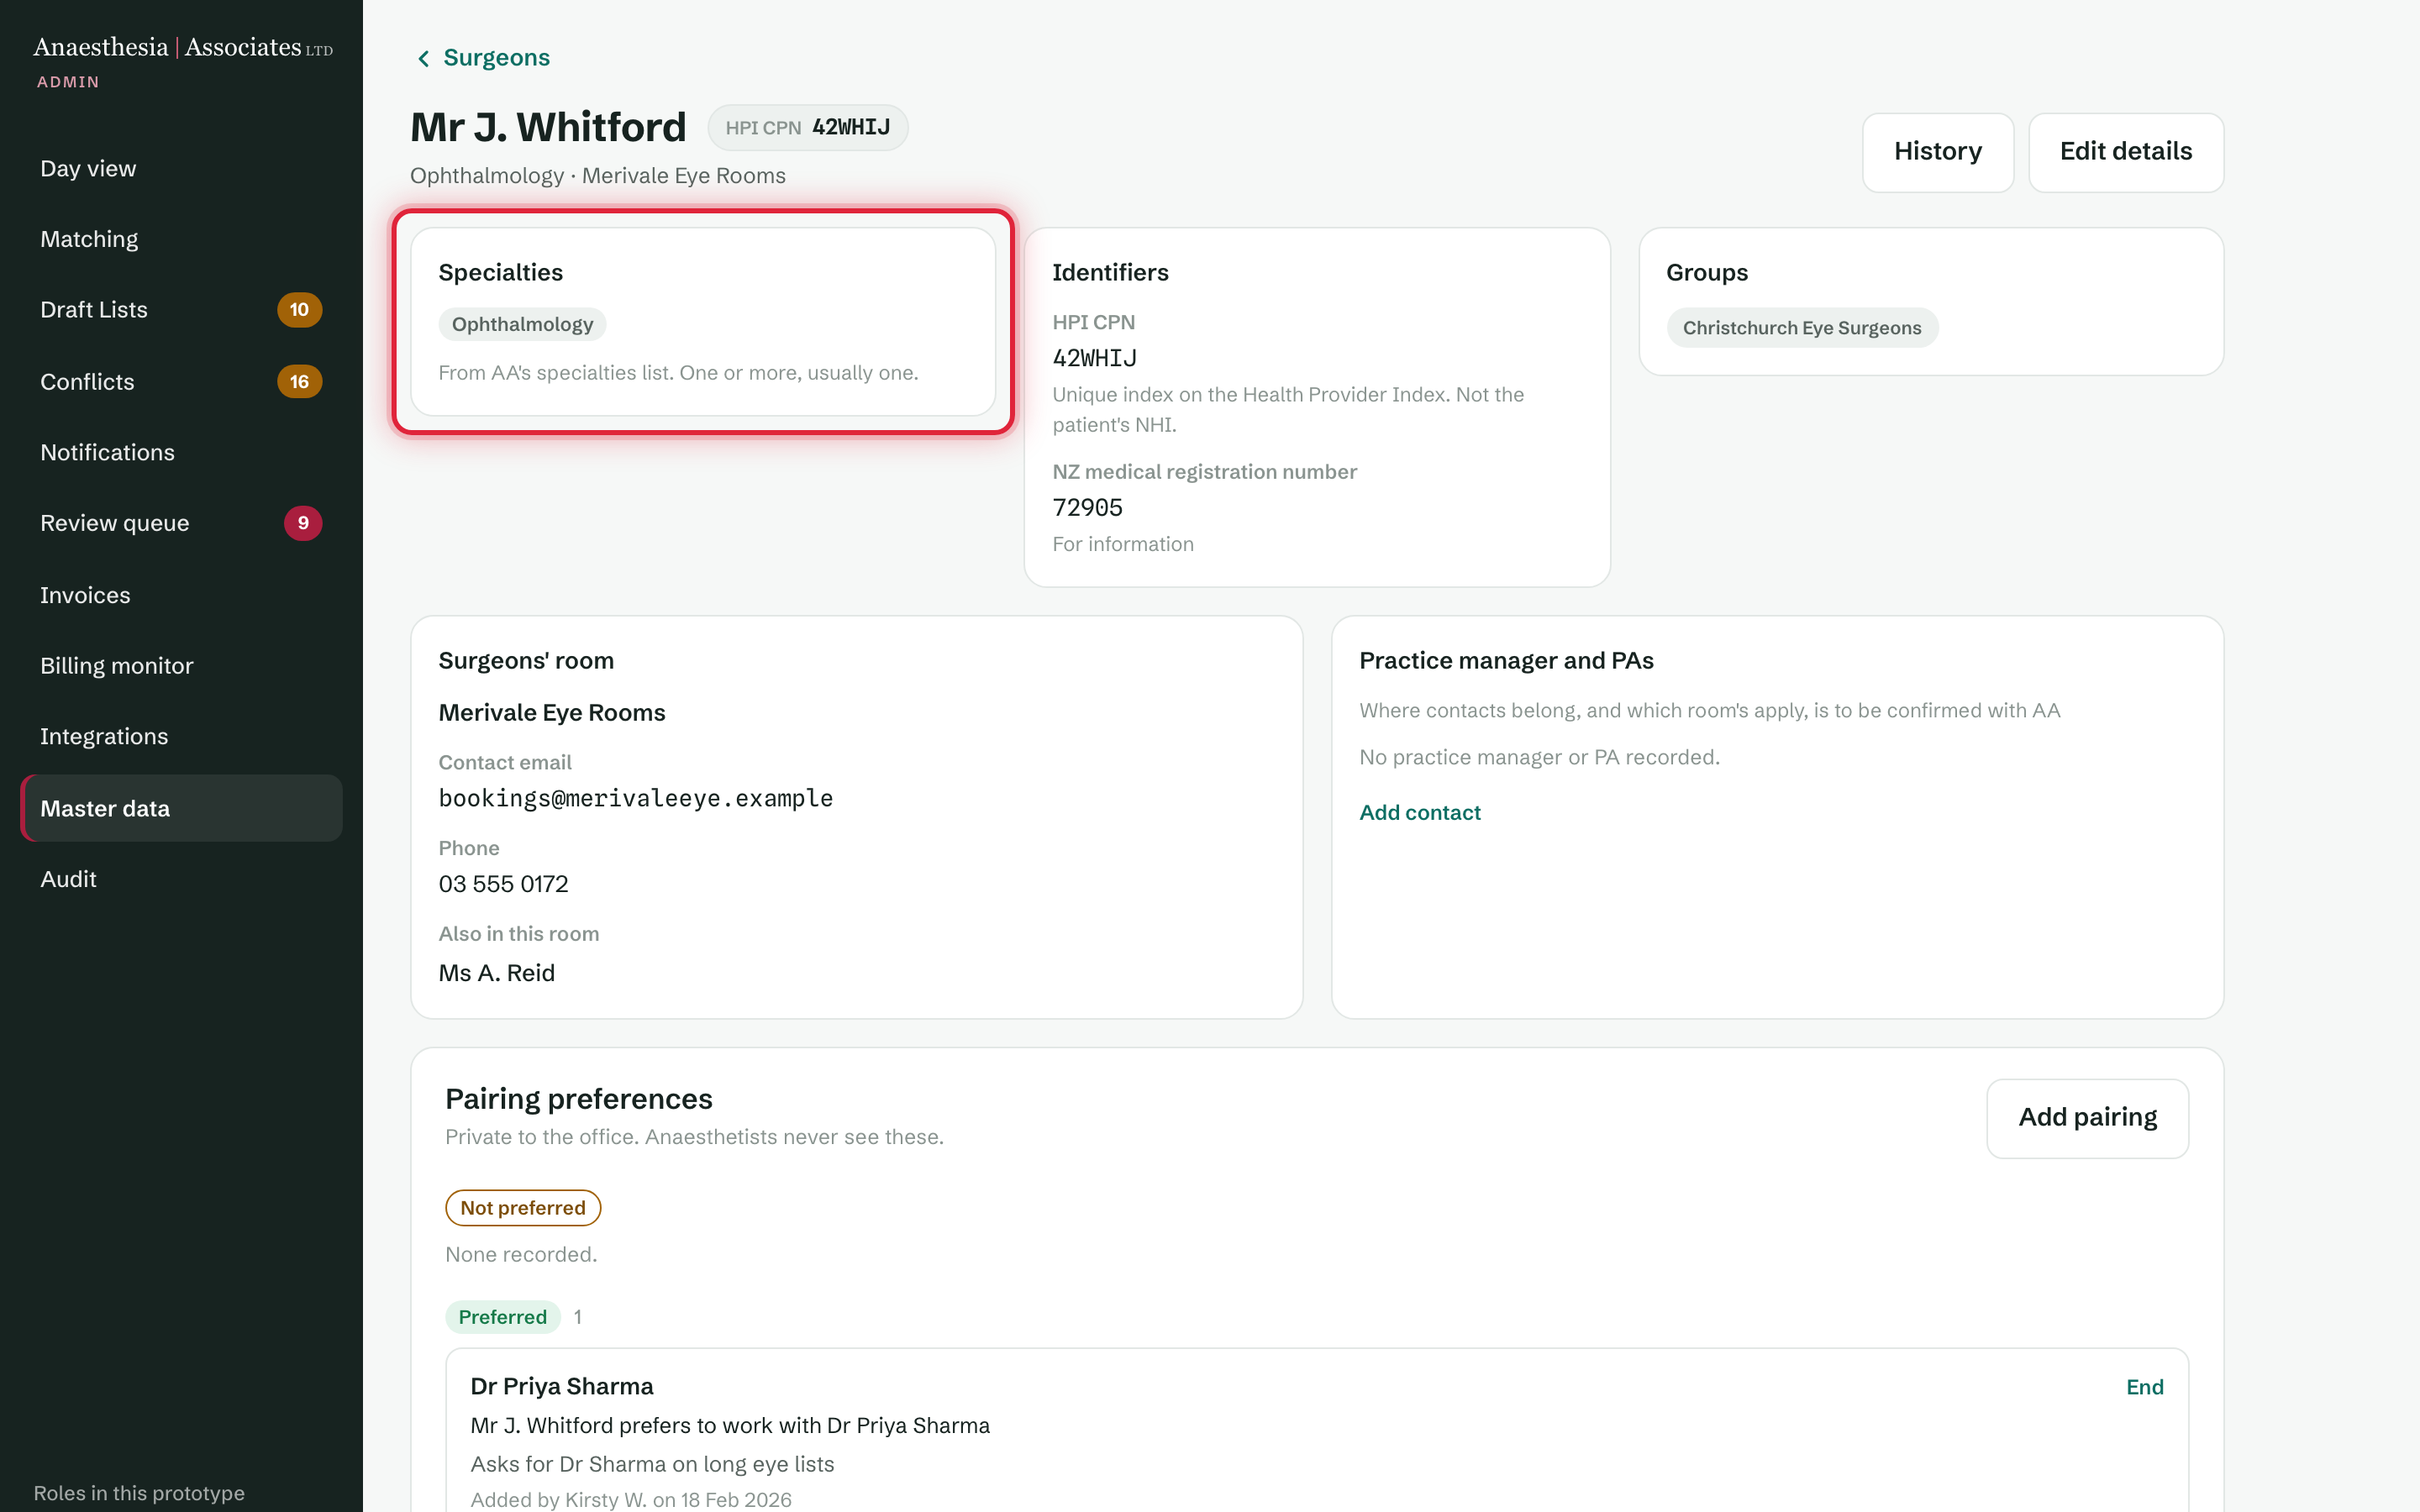 Anaesthesia | Associates LTD
ADMIN
Day view
Matching
Draft Lists 10
Conflicts 16
Notifications
Review queue 9
Invoices
Billing monitor
Integrations
Master data
Audit
Roles in this prototype
Surgeons
Mr J. Whitford HPI CPN 42WHIJ
Ophthalmology · Merivale Eye Rooms
History
Edit details
Specialties
Ophthalmology
From AA's specialties list. One or more, usually one.
Identifiers
HPI CPN
42WHIJ
Unique index on the Health Provider Index. Not the
patient's NHI.
NZ medical registration number
72905
For information
Groups
Christchurch Eye Surgeons
Surgeons' room
Merivale Eye Rooms
Contact email
bookings@merivaleeye.example
Phone
03 555 0172
Also in this room
Ms A. Reid
Practice manager and PAs
Where contacts belong, and which room's apply, is to be confirmed with AA
No practice manager or PA recorded.
Add contact
Pairing preferences
Private to the office. Anaesthetists never see these.
Add pairing
Not preferred
None recorded.
Preferred 1
Dr Priya Sharma
End
Mr J. Whitford prefers to work with Dr Priya Sharma
Asks for Dr Sharma on long eye lists
Added by Kirsty W. on 18 Feb 2026